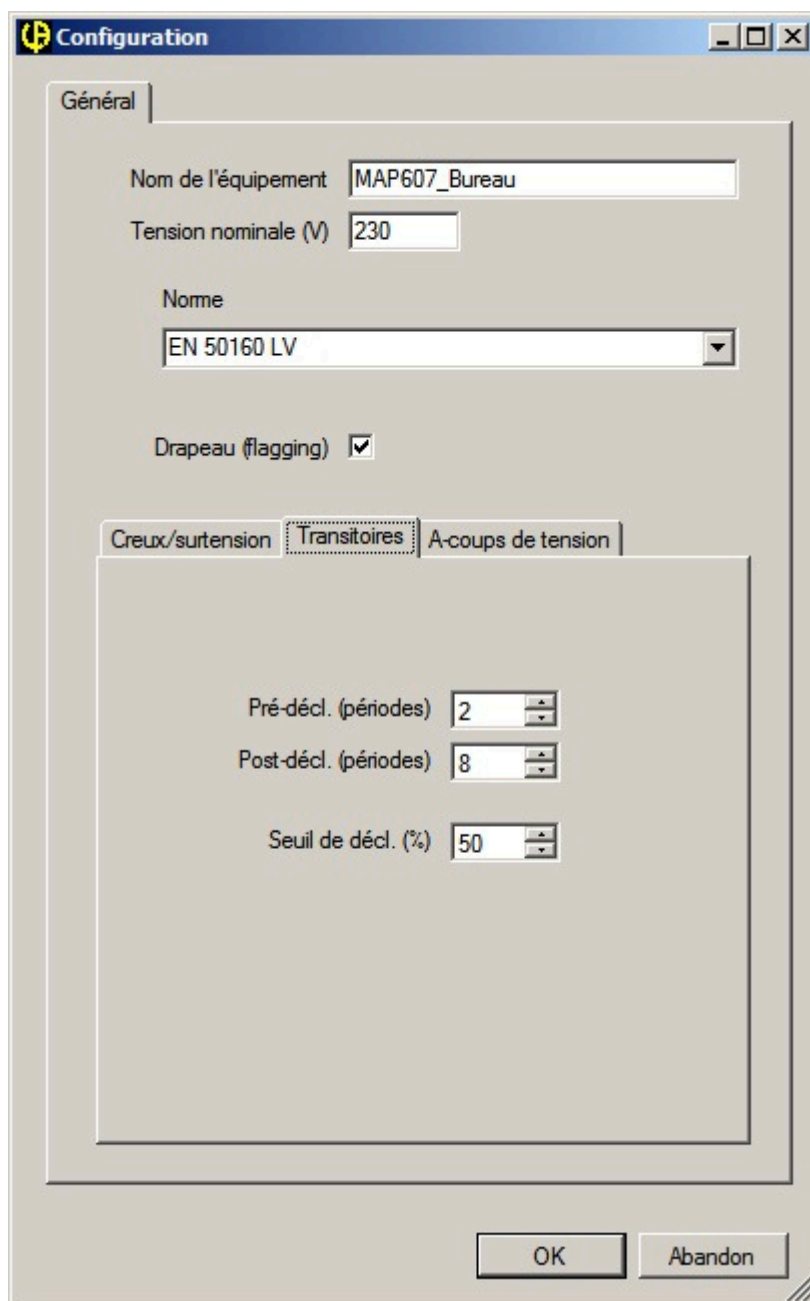 Configuration
Général
Nom de l'équipement MAP607_Bureau
Tension nominale (V) 230
Norme
EN 50160 LV
Drapeau (flagging)
Creux/surtension Transitoires A-coups de tension
Pré-décl. (périodes) 2
Post-décl. (périodes) 8
Seuil de décl. (%) 50
OK Abandon